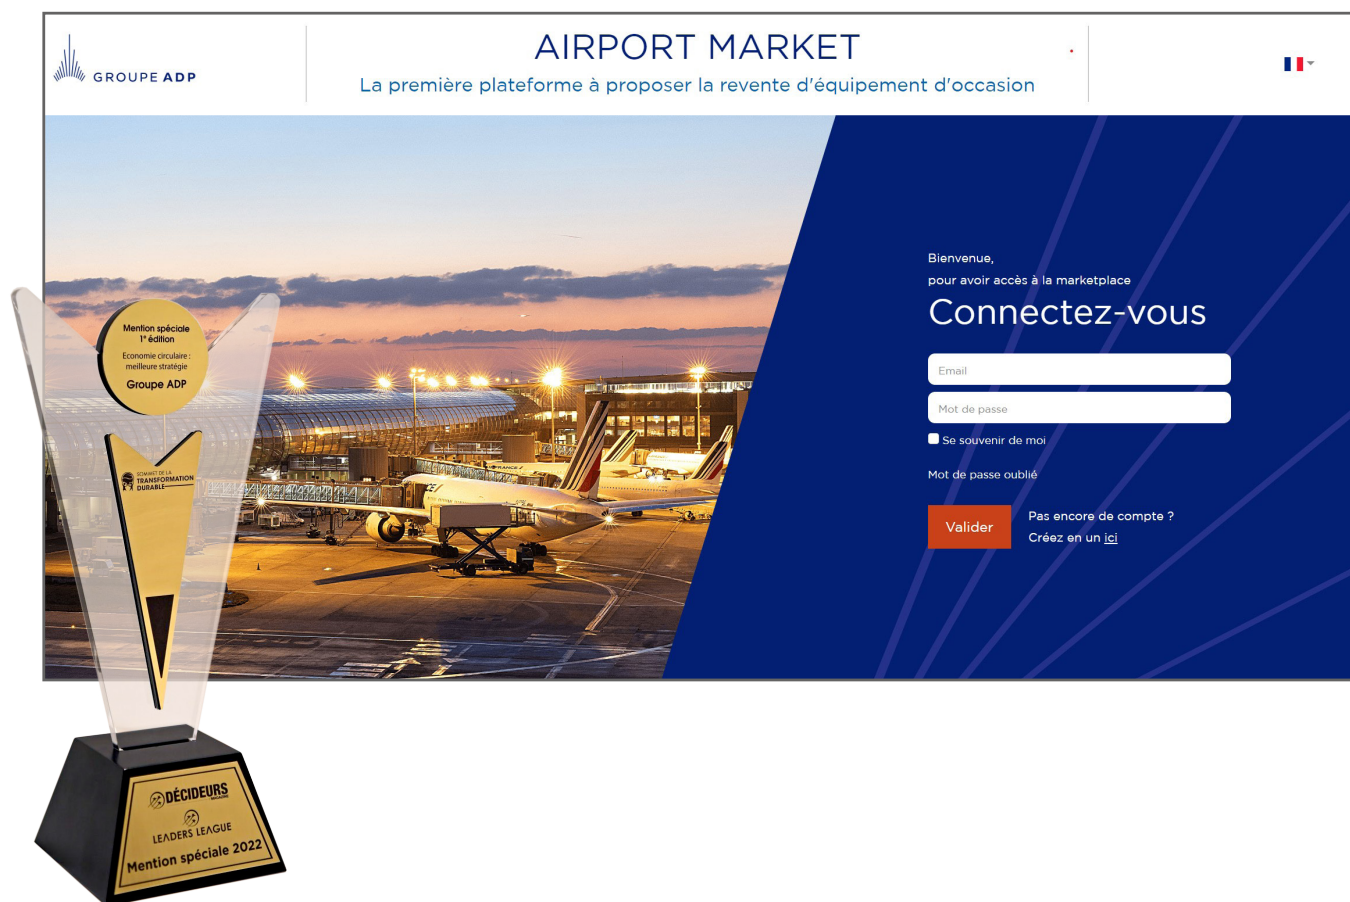 GROUPE ADP
AIRPORT MARKET
La première plateforme à proposer la revente d'équipement d'occasion
Bienvenue,
pour avoir accès à la marketplace
Connectez-vous
Email
Mot de passe
Se souvenir de moi
Mot de passe oublié
Valider
Pas encore de compte ?
Créez en un ici
Mention spéciale
1ᵉ édition
Economie circulaire :
meilleure stratégie
Groupe ADP
SOMMET DE LA
TRANSFORMATION
DURABLE
DÉCIDEURS
MAGAZINE
LEADERS LEAGUE
Mention spéciale 2022